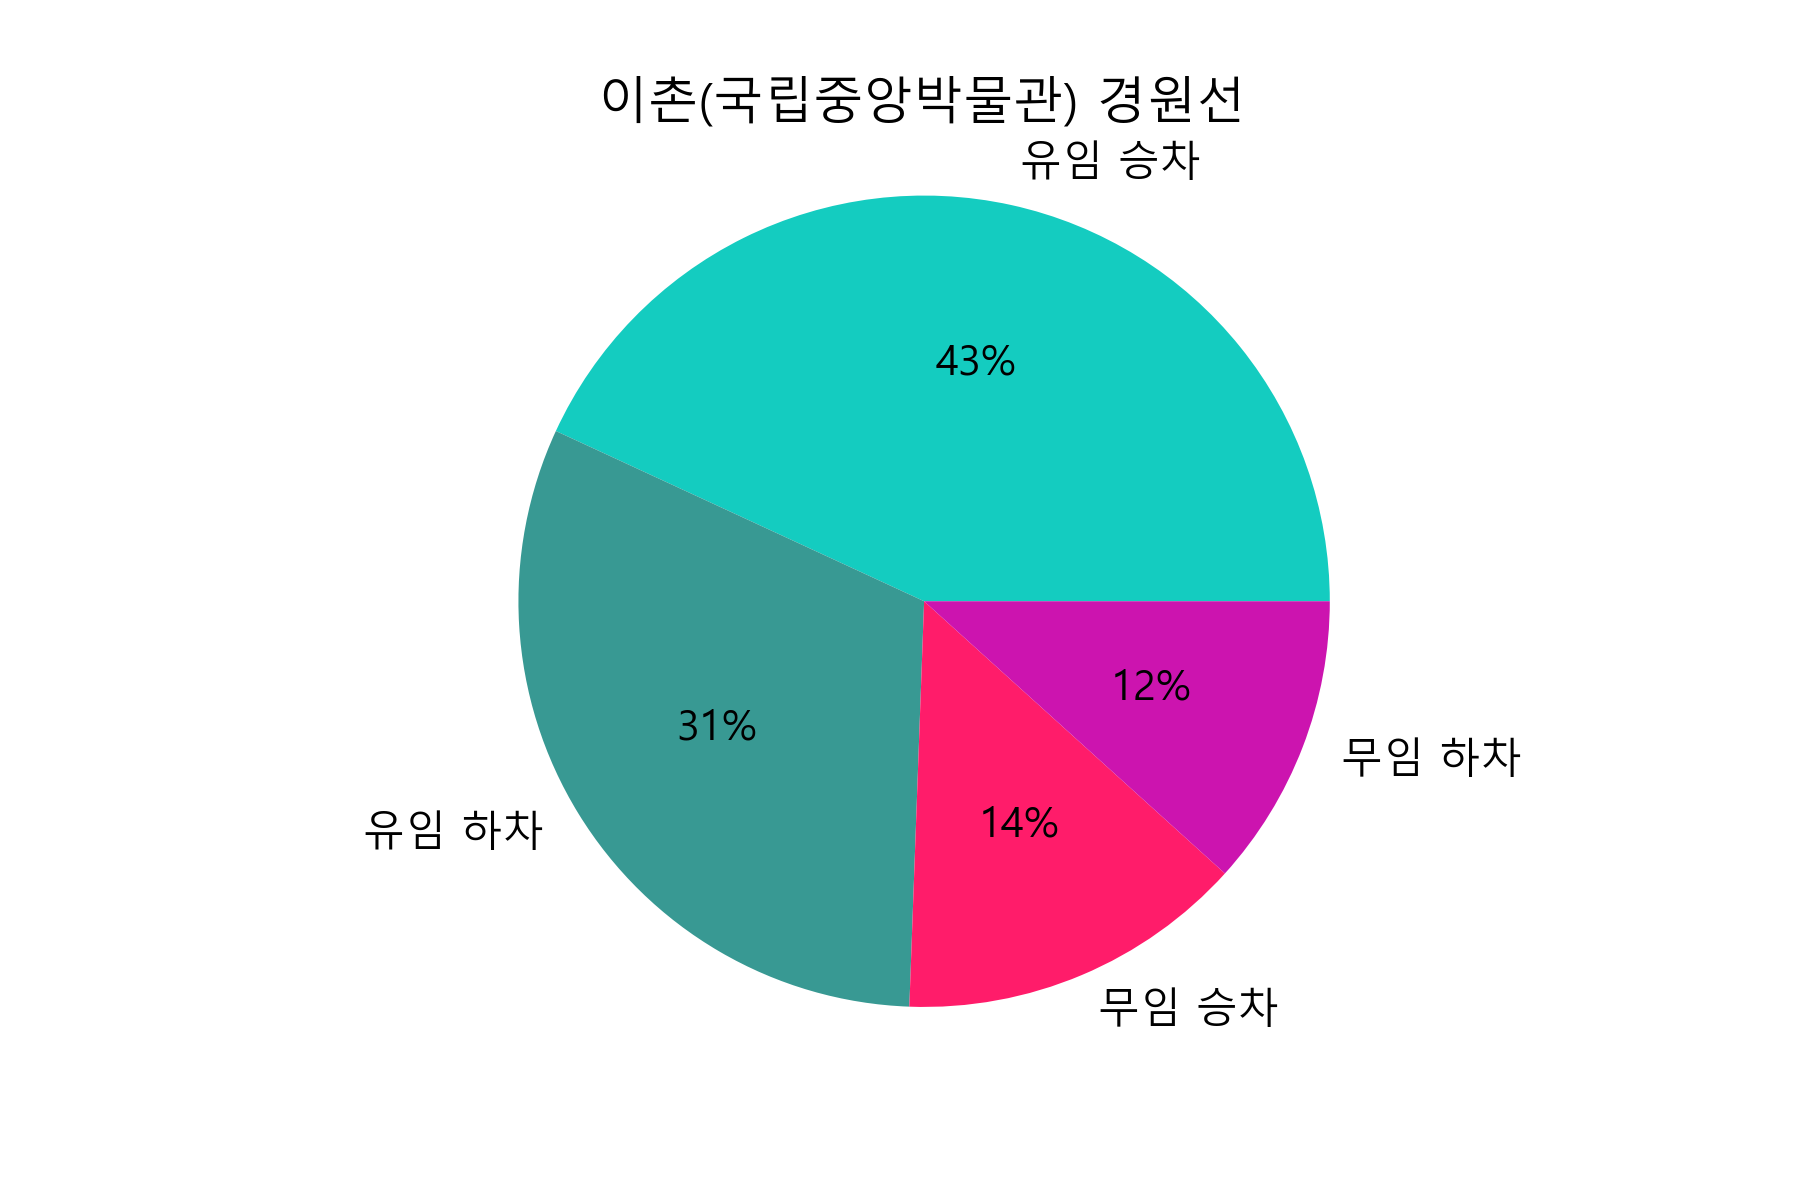 이촌(국립중앙박물관) 경원선
유임 승차
43%
31%
12%
14%
유임 하차
무임 하차
무임 승차